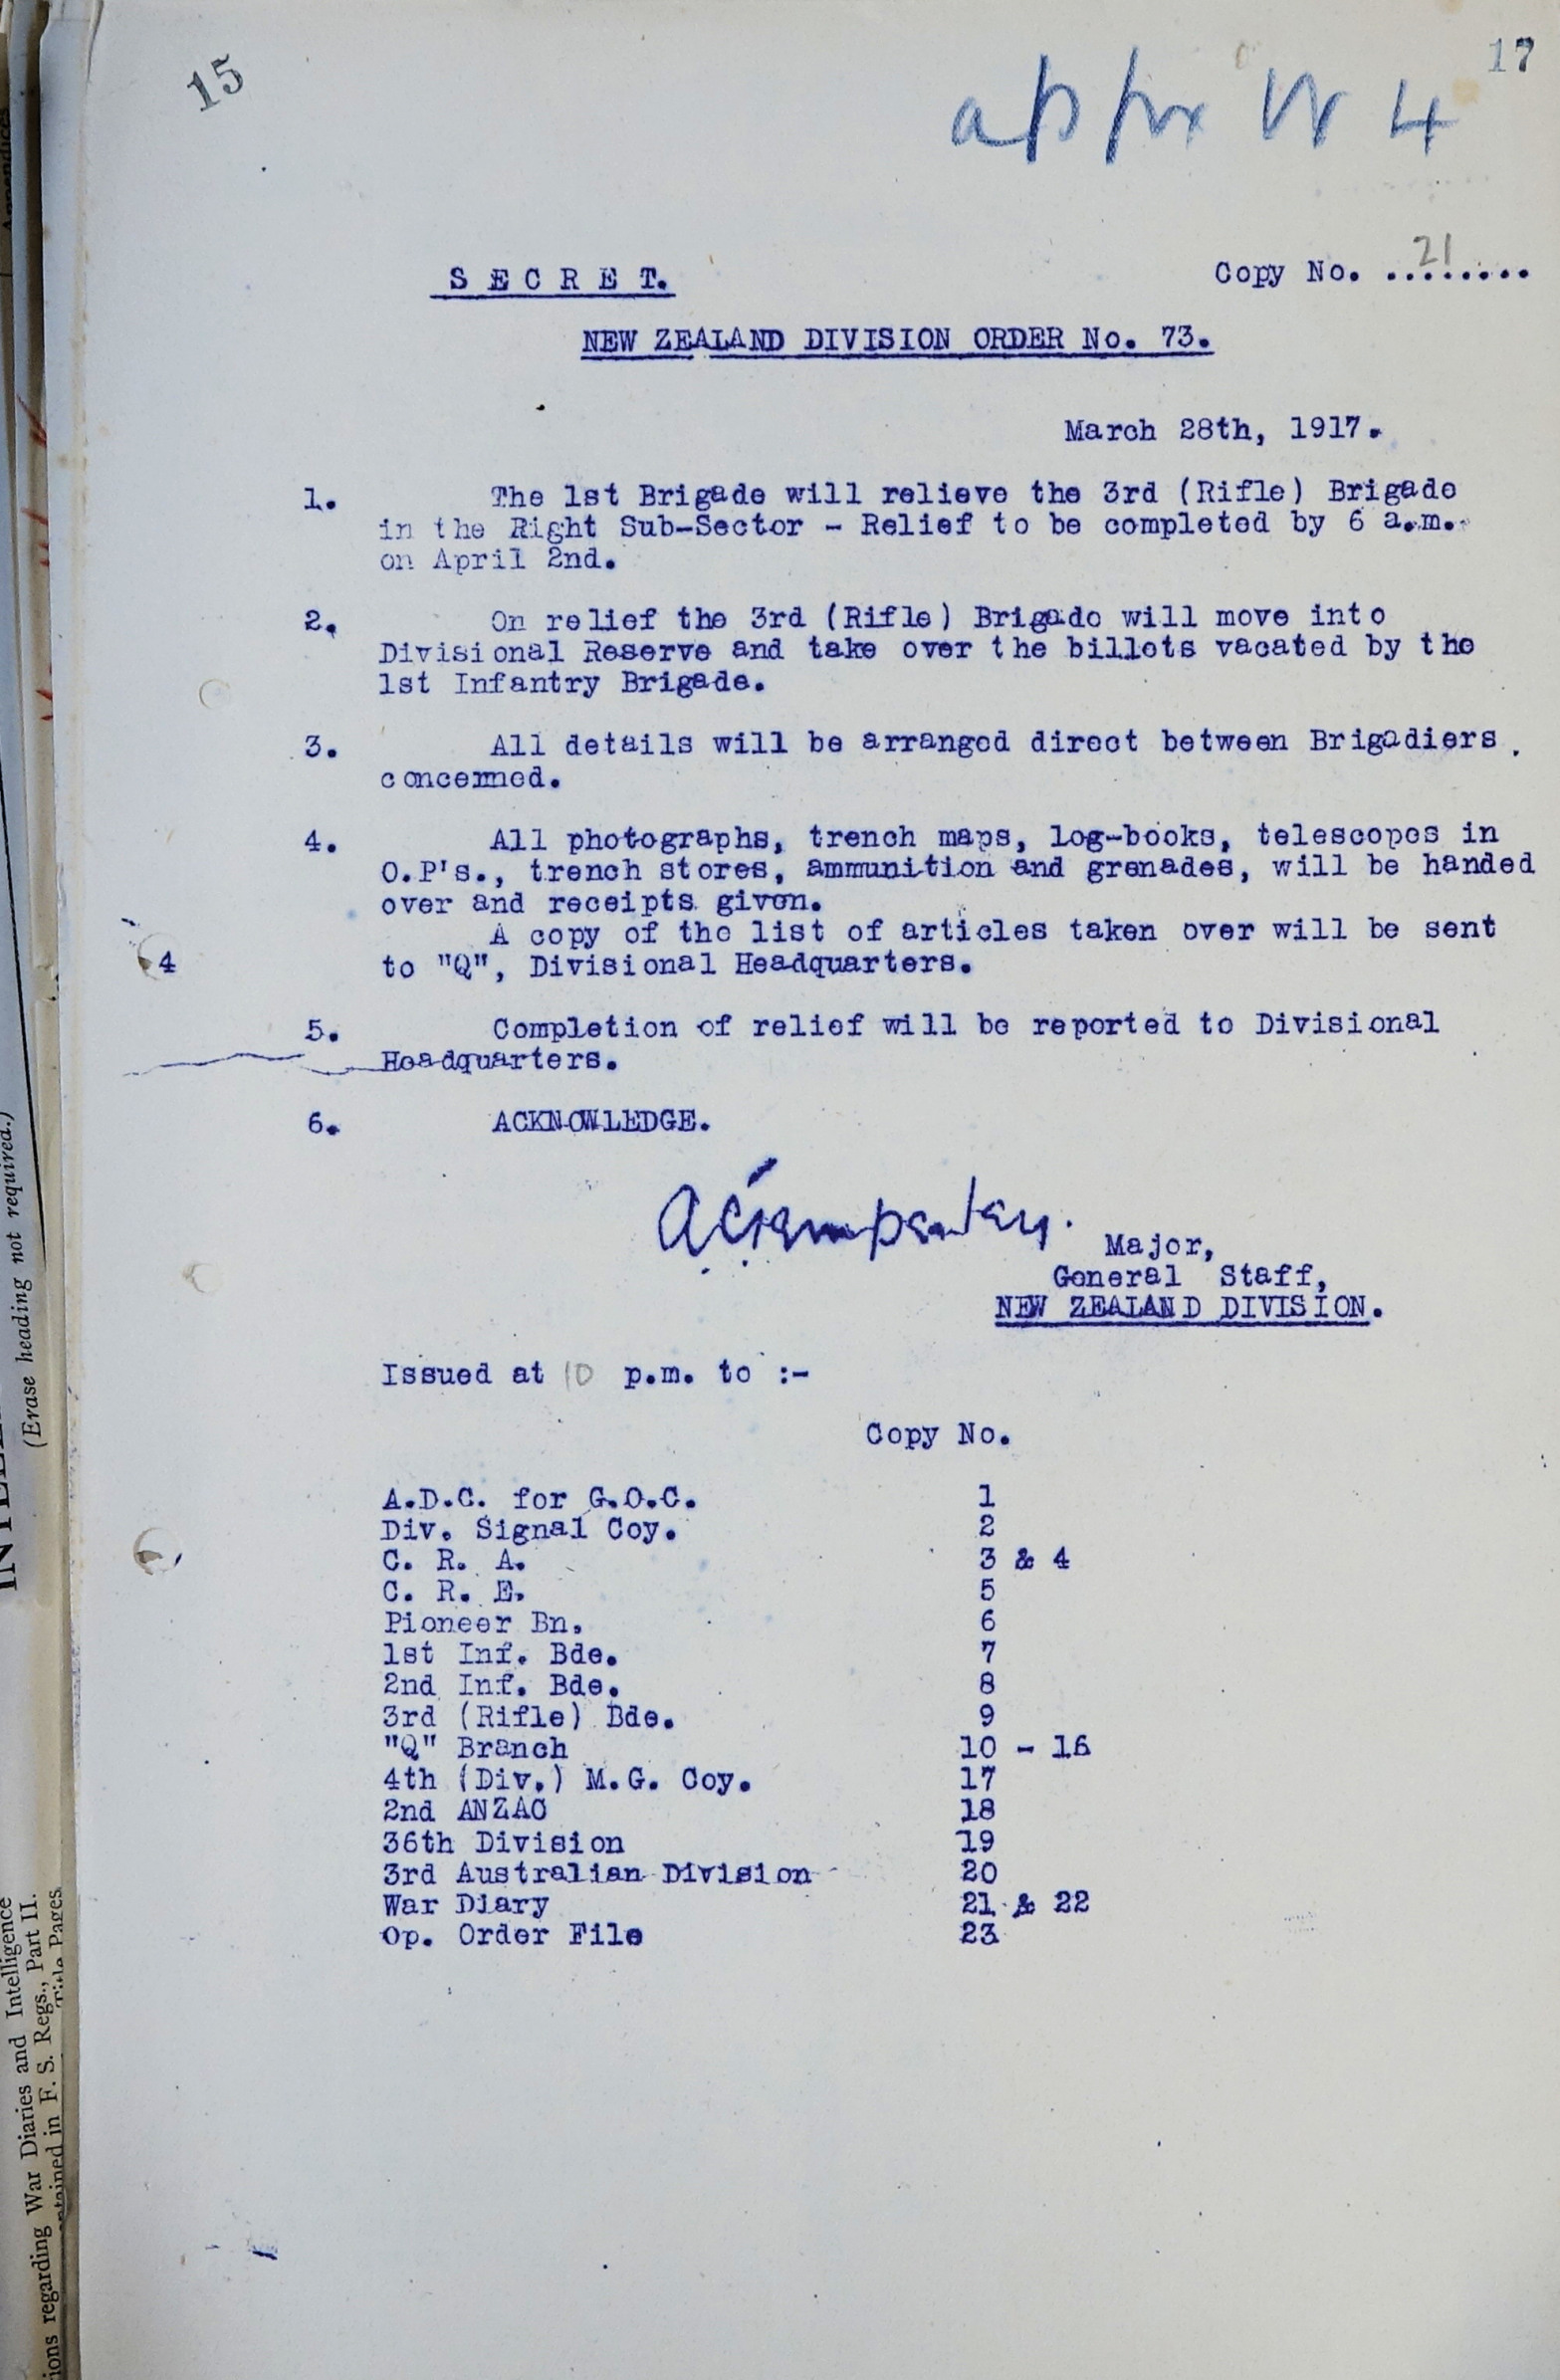 15
17
appx W 4
S E C R E T.
Copy No. ..21......
NEW ZEALAND DIVISION ORDER No. 73.
March 28th, 1917.
1. The 1st Brigade will relieve the 3rd (Rifle) Brigade
in the Right Sub-Sector - Relief to be completed by 6 a.m.
on April 2nd.
2. On relief the 3rd (Rifle) Brigade will move into
Divisional Reserve and take over the billets vacated by the
1st Infantry Brigade.
3. All details will be arranged direct between Brigadiers
concerned.
4. All photographs, trench maps, log-books, telescopes in
O.P's., trench stores, ammunition and grenades, will be handed
over and receipts given.
A copy of the list of articles taken over will be sent
4
to "Q", Divisional Headquarters.
5. Completion of relief will be reported to Divisional
Headquarters.
6. ACKNOWLEDGE.
Major,
General Staff,
NEW ZEALAND DIVISION.
Issued at 10 p.m. to :-
Copy No.
A.D.C. for G.O.C. 1
Div. Signal Coy. 2
C. R. A. 3 & 4
C. R. E. 5
Pioneer Bn. 6
1st Inf. Bde. 7
2nd Inf. Bde. 8
3rd (Rifle) Bde. 9
"Q" Branch 10 - 16
4th (Div.) M.G. Coy. 17
2nd ANZAC 18
36th Division 19
3rd Australian Division 20
War Diary 21 & 22
Op. Order File 23
(Erase heading not required.)
War Diaries and Intelligence
in F. S. Regs., Part II.
Title Pages
ions regarding